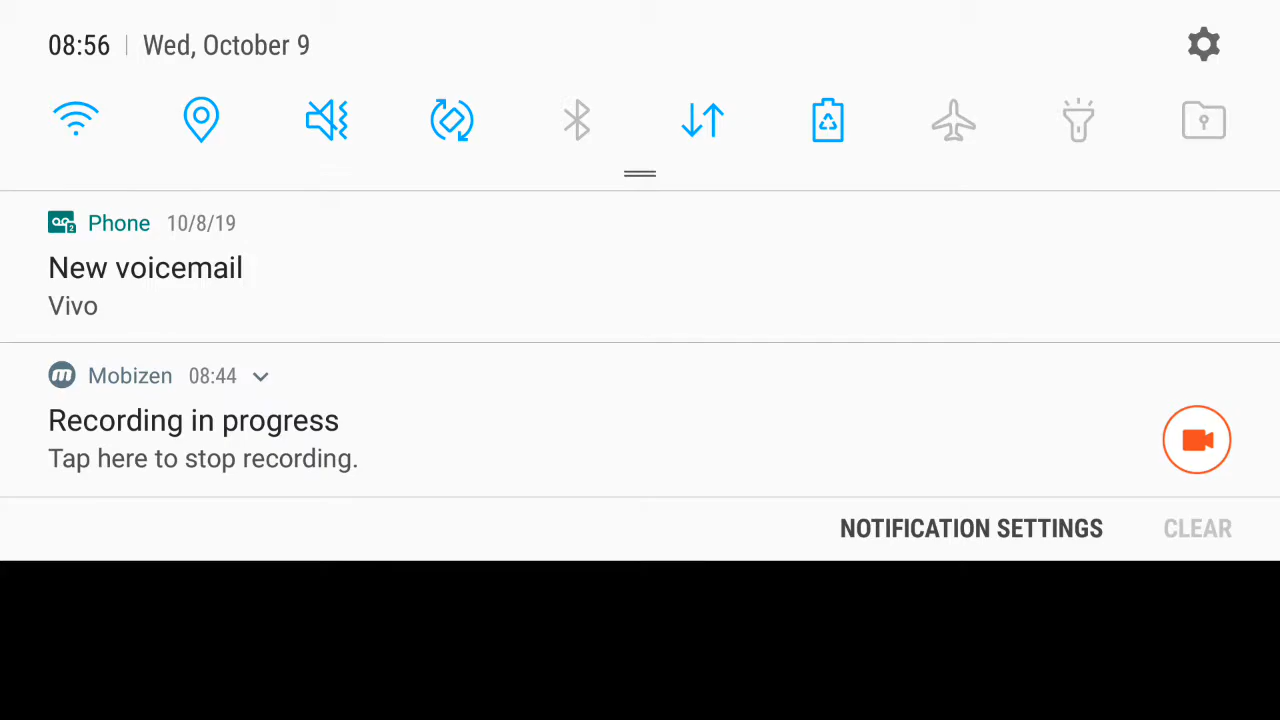 08:56 | Wed, October 9
Phone 10/8/19
New voicemail
Vivo
Mobizen 08:44
Recording in progress
Tap here to stop recording.
NOTIFICATION SETTINGS CLEAR